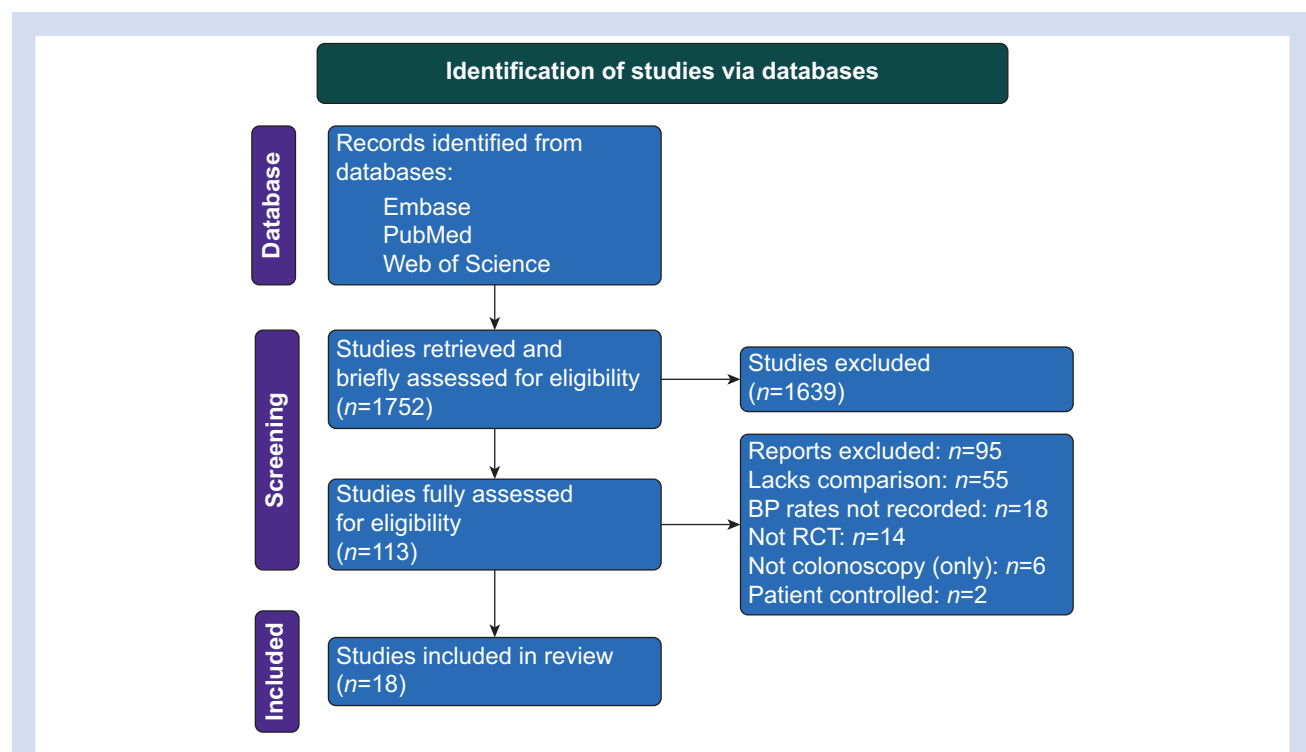 Identification of studies via databases
Database
Records identified from
databases:
Embase
PubMed
Web of Science
Screening
Studies retrieved and
briefly assessed for eligibility
(n=1752)
Studies excluded
(n=1639)
Studies fully assessed
for eligibility
(n=113)
Reports excluded: n=95
Lacks comparison: n=55
BP rates not recorded: n=18
Not RCT: n=14
Not colonoscopy (only): n=6
Patient controlled: n=2
Included
Studies included in review
(n=18)